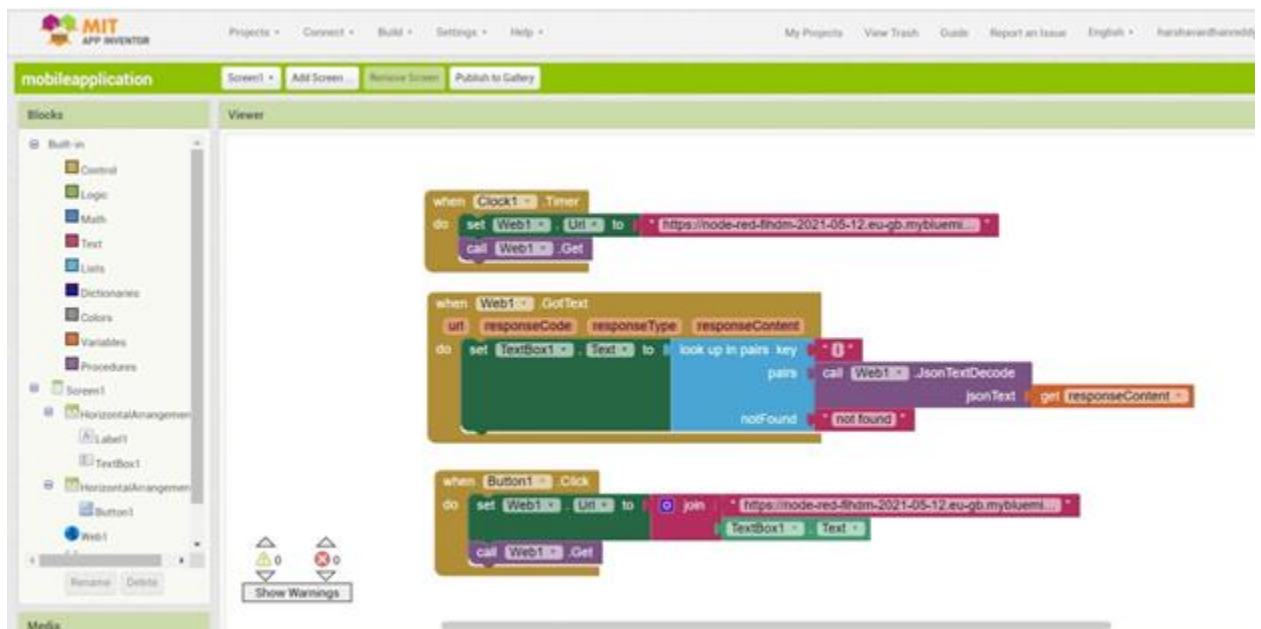 MIT
APP INVENTOR
Projects Connect Build Settings Help My Projects View Trash Guide Report an Issue English harshavardhanreddy
mobileapplication Screen1 Add Screen ... Remove Screen Publish to Gallery
Blocks Viewer
Built-in
Control
Logic
Math
Text
Lists
Dictionaries
Colors
Variables
Procedures
Screen1
HorizontalArrangemen
Label1
TextBox1
HorizontalArrangemen
Button1
Web1
Rename Delete
Media
when Clock1 .Timer
do set Web1 . Url to " https://node-red-flhdm-2021-05-12.eu-gb.mybluemi... "
call Web1 .Get
when Web1 .GotText
url responseCode responseType responseContent
do set TextBox1 . Text to look up in pairs key " {} "
pairs call Web1 .JsonTextDecode
jsonText get responseContent
notFound " not found "
when Button1 .Click
do set Web1 . Url to join " https://node-red-flhdm-2021-05-12.eu-gb.mybluemi... "
TextBox1 . Text
call Web1 .Get
0 0
Show Warnings